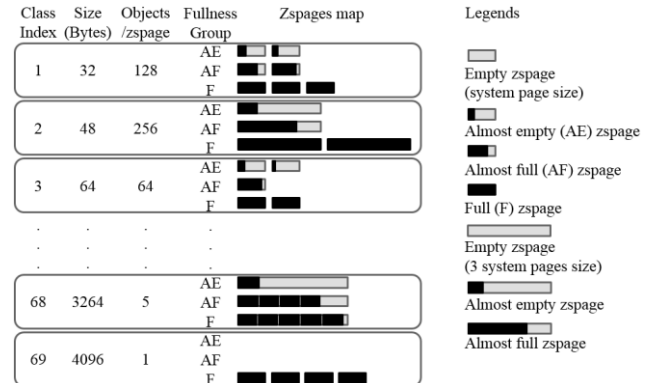 Class Size Objects Fullness Zspages map
Index (Bytes) /zspage Group
AE
1 32 128 AF
F
AE
2 48 256 AF
F
AE
3 64 64 AF
F
. . . .
. . . .
. . . .
AE
68 3264 5 AF
F
AE
69 4096 1 AF
F
Legends
Empty zspage
(system page size)
Almost empty (AE) zspage
Almost full (AF) zspage
Full (F) zspage
Empty zspage
(3 system pages size)
Almost empty zspage
Almost full zspage